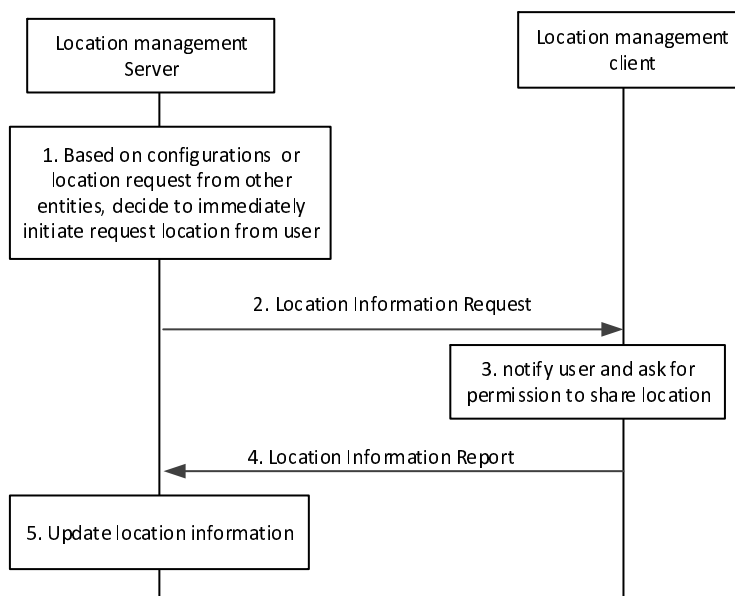 Location management
Server
Location management
client
1. Based on configurations or
location request from other
entities, decide to immediately
initiate request location from user
2. Location Information Request
3. notify user and ask for
permission to share location
4. Location Information Report
5. Update location information